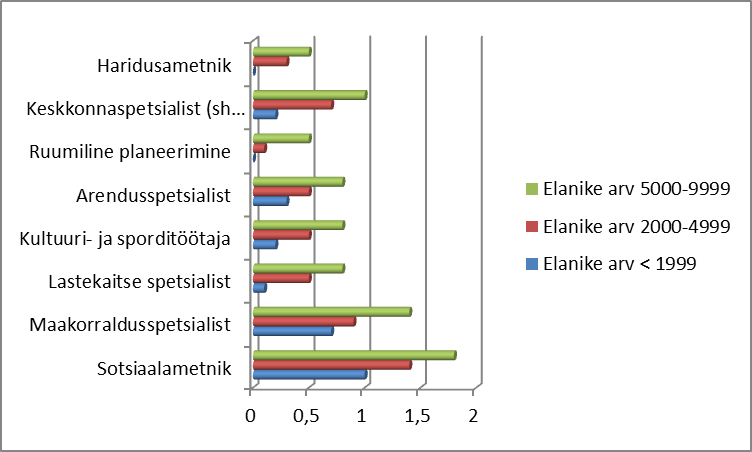 Haridusametnik
Keskkonnaspetsialist (sh...
Ruumiline planeerimine
Arendusspetsialist
Kultuuri- ja sporditöötaja
Lastekaitse spetsialist
Maakorraldusspetsialist
Sotsiaalametnik
0 0,5 1 1,5 2
Elanike arv 5000-9999
Elanike arv 2000-4999
Elanike arv < 1999